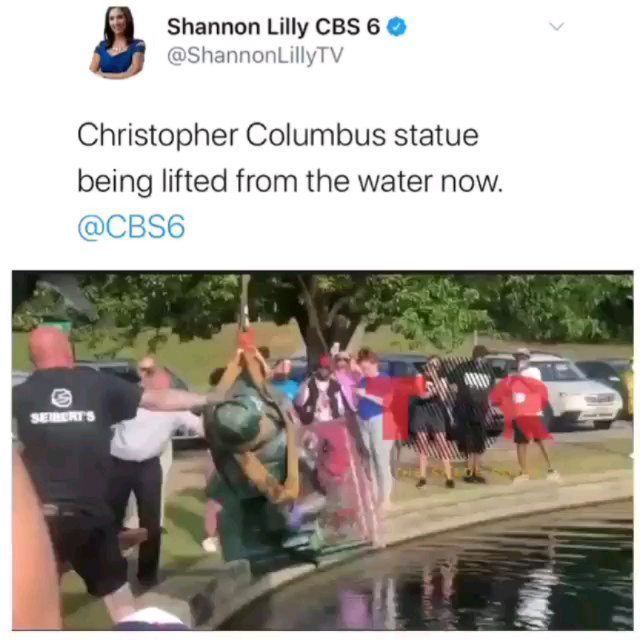 Shannon Lilly CBS 6
@ShannonLillyTV
Christopher Columbus statue
being lifted from the water now.
@CBS6
SEIBERT'S